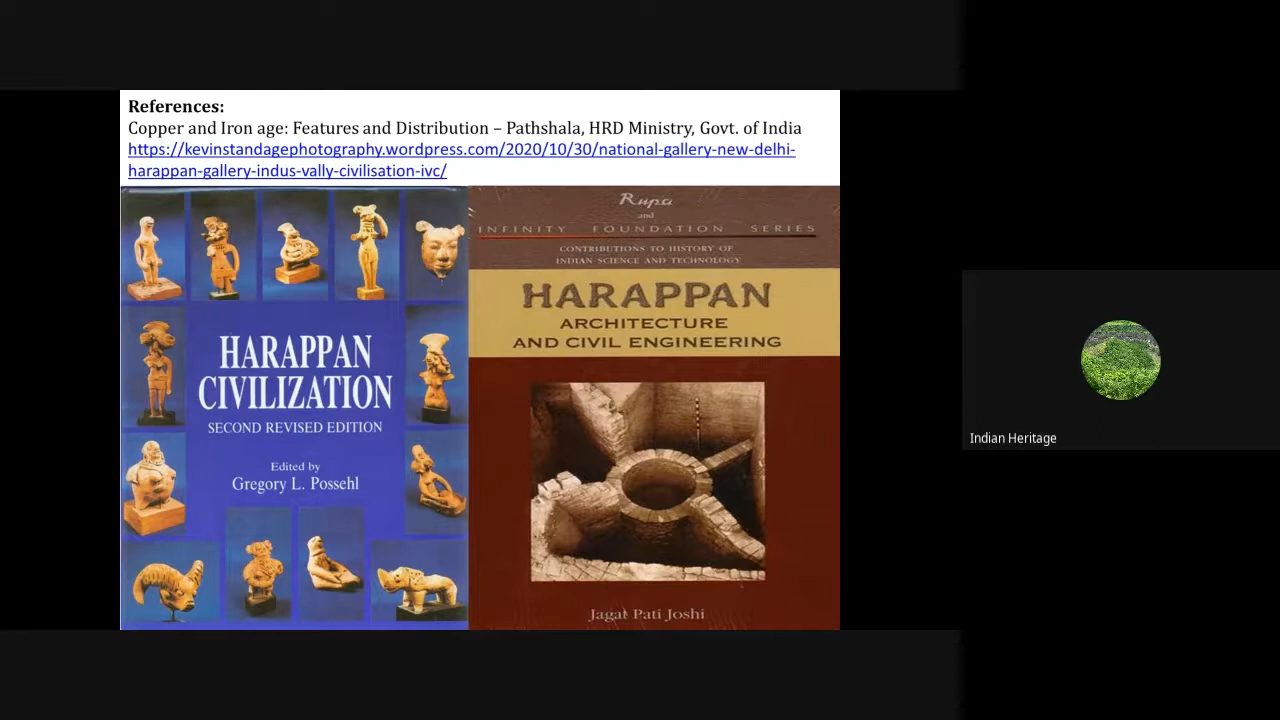 References:
Copper and Iron age: Features and Distribution – Pathshala, HRD Ministry, Govt. of India
https://kevinstandagephotography.wordpress.com/2020/10/30/national-gallery-new-delhi-
harappan-gallery-indus-vally-civilisation-ivc/
HARAPPAN
CIVILIZATION
SECOND REVISED EDITION
Edited by
Gregory L. Possehl
Rupa
and
INFINITY FOUNDATION SERIES
CONTRIBUTIONS TO HISTORY OF
INDIAN SCIENCE AND TECHNOLOGY
HARAPPAN
ARCHITECTURE
AND CIVIL ENGINEERING
Jagat Pati Joshi
Indian Heritage